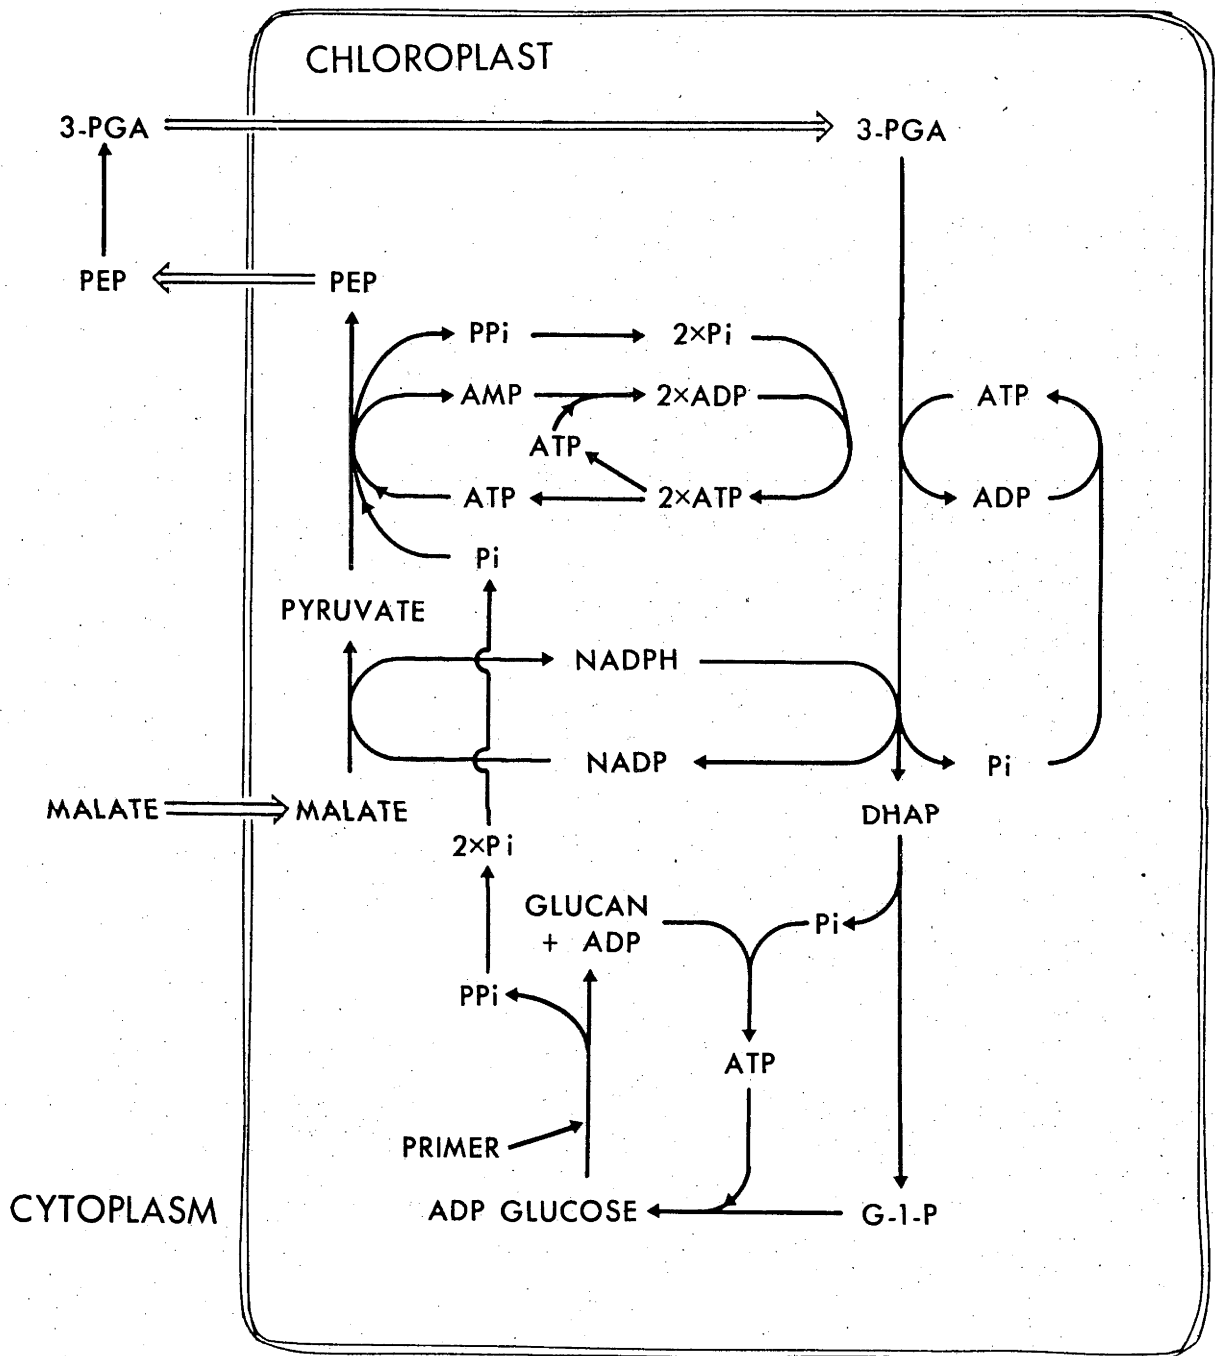 CHLOROPLAST
3-PGA
3-PGA
PEP
PEP
PPi
2×Pi
AMP
2×ADP
ATP
ATP
ATP
2×ATP
ADP
Pi
PYRUVATE
NADPH
NADP
Pi
MALATE
MALATE
DHAP
2×Pi
GLUCAN
+ ADP
Pi
PPi
ATP
PRIMER
CYTOPLASM
ADP GLUCOSE
G-1-P